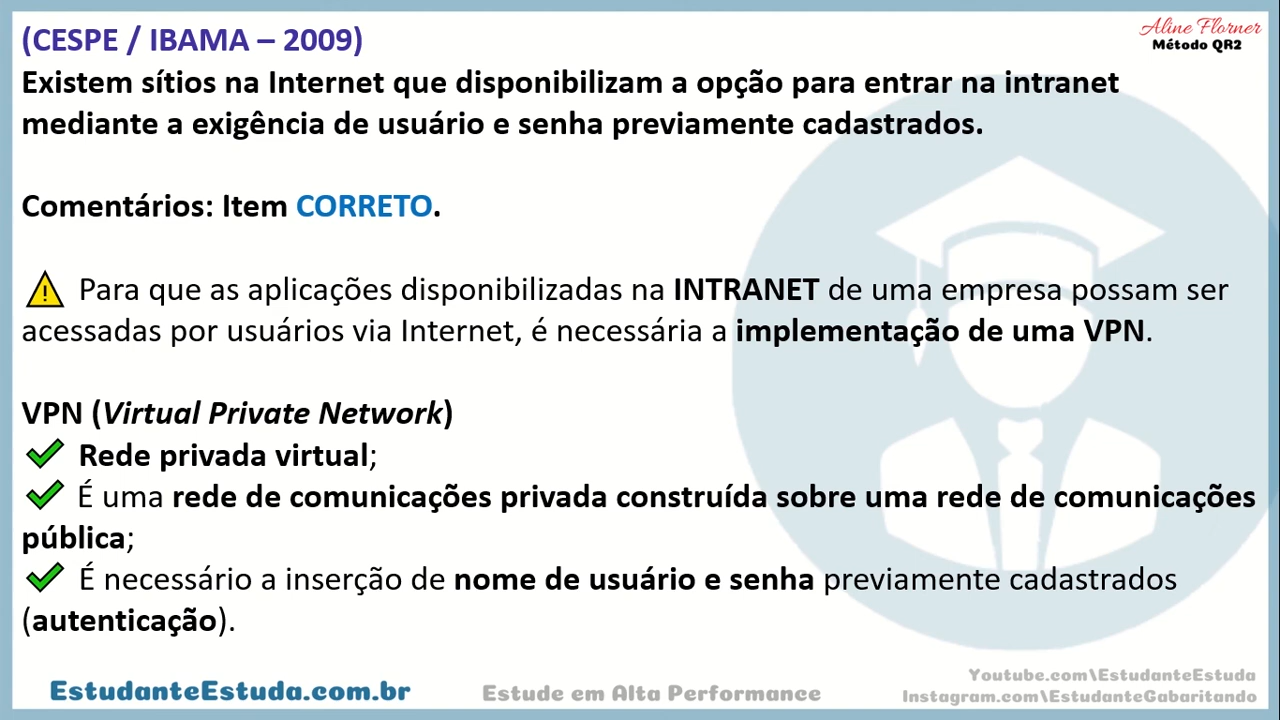 (CESPE / IBAMA – 2009)
Aline Florner
Método QR2
Existem sítios na Internet que disponibilizam a opção para entrar na intranet
mediante a exigência de usuário e senha previamente cadastrados.
Comentários: Item CORRETO.
Para que as aplicações disponibilizadas na INTRANET de uma empresa possam ser
acessadas por usuários via Internet, é necessária a implementação de uma VPN.
VPN (Virtual Private Network)
Rede privada virtual;
É uma rede de comunicações privada construída sobre uma rede de comunicações
pública;
É necessário a inserção de nome de usuário e senha previamente cadastrados
(autenticação).
EstudanteEstuda.com.br
Estude em Alta Performance
Youtube.com\EstudanteEstuda
Instagram.com\EstudanteGabaritando